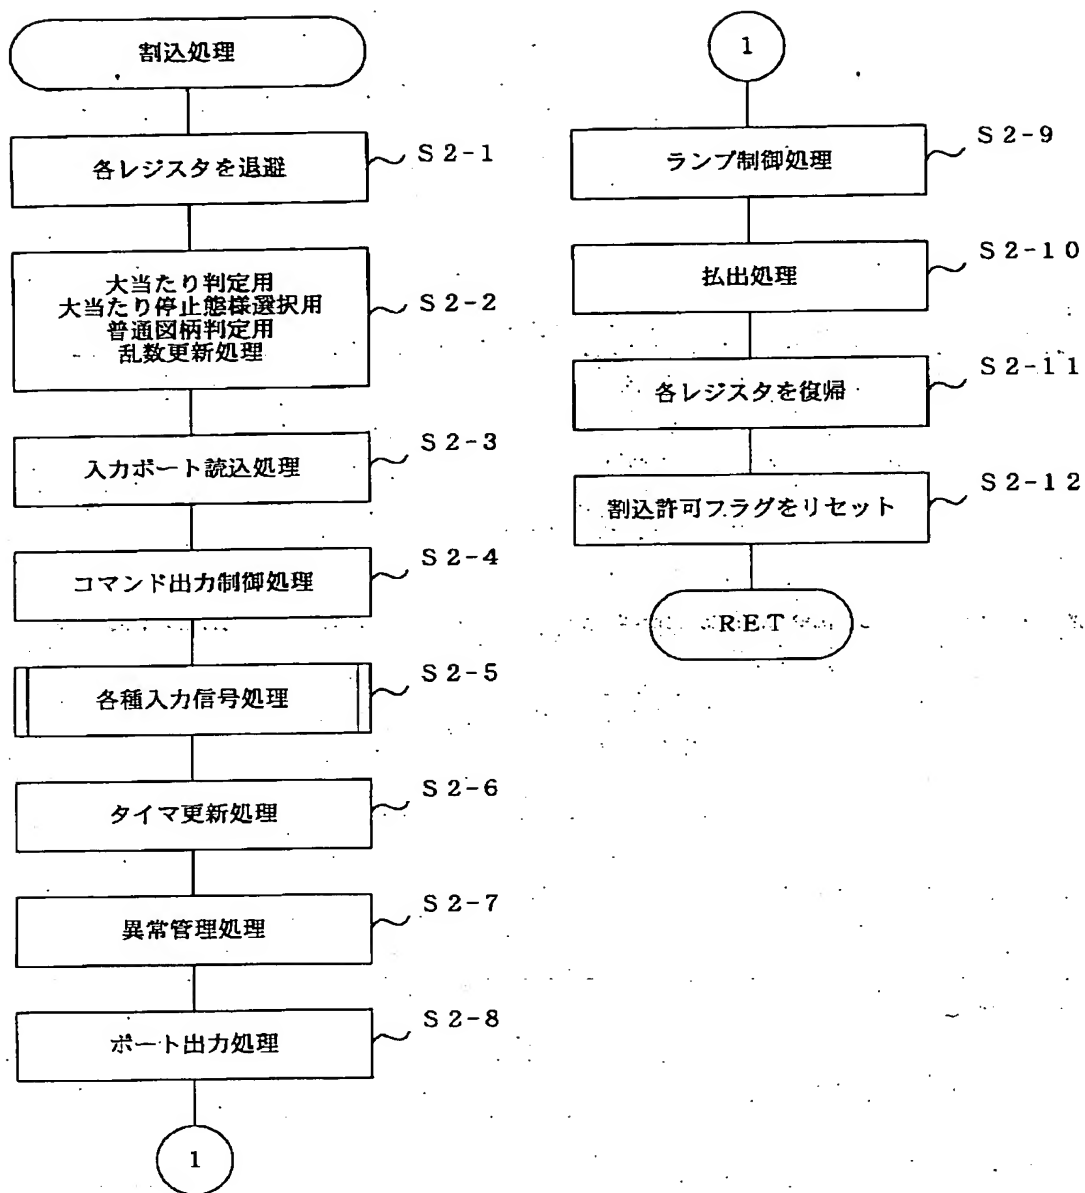 割込処理
各レジスタを退避
S2-1
大当たり判定用
大当たり停止態様選択用
普通図柄判定用
乱数更新処理
S2-2
入力ポート読込処理
S2-3
コマンド出力制御処理
S2-4
各種入力信号処理
S2-5
タイマ更新処理
S2-6
異常管理処理
S2-7
ポート出力処理
S2-8
1
1
ランプ制御処理
S2-9
払出処理
S2-10
各レジスタを復帰
S2-11
割込許可フラグをリセット
S2-12
RET